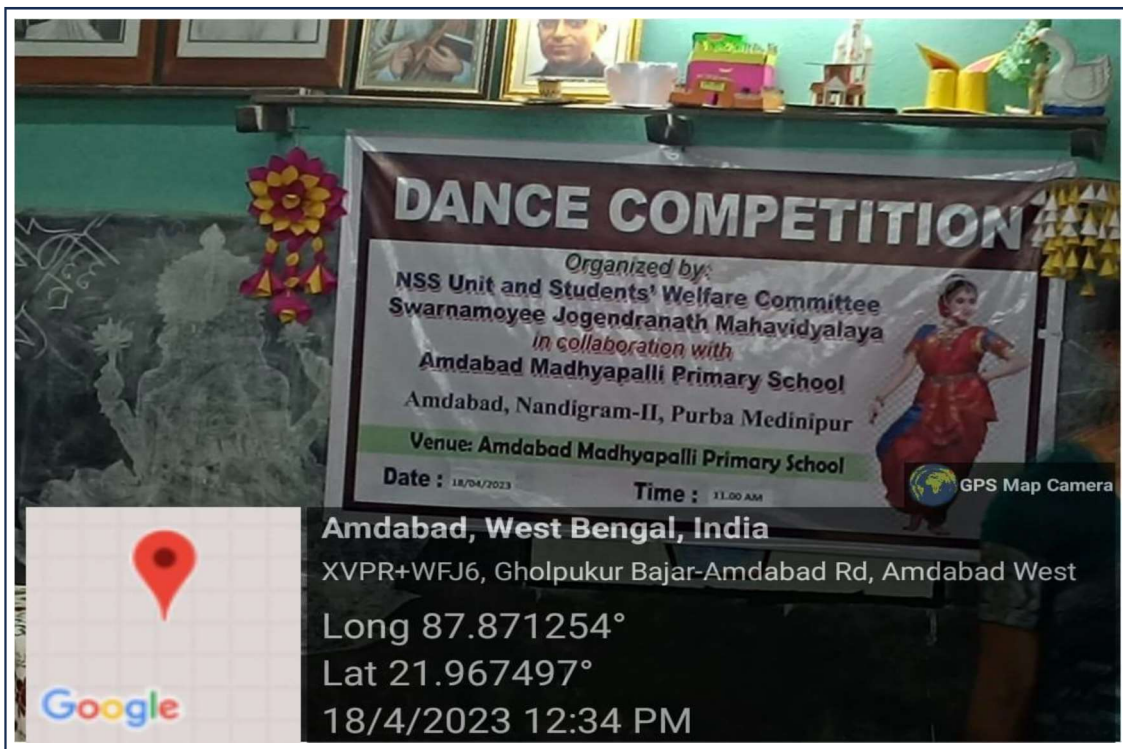 DANCE COMPETITION
Organized by:
NSS Unit and Students' Welfare Committee
Swarnamoyee Jogendranath Mahavidyalaya
in collaboration with
Amdabad Madhyapalli Primary School
Amdabad, Nandigram-II, Purba Medinipur
Venue: Amdabad Madhyapalli Primary School
Date : 18/04/2023 Time : 11.00 AM
GPS Map Camera
Amdabad, West Bengal, India
XVPR+WFJ6, Gholpukur Bajar-Amdabad Rd, Amdabad West
Long 87.871254°
Lat 21.967497°
18/4/2023 12:34 PM
Google